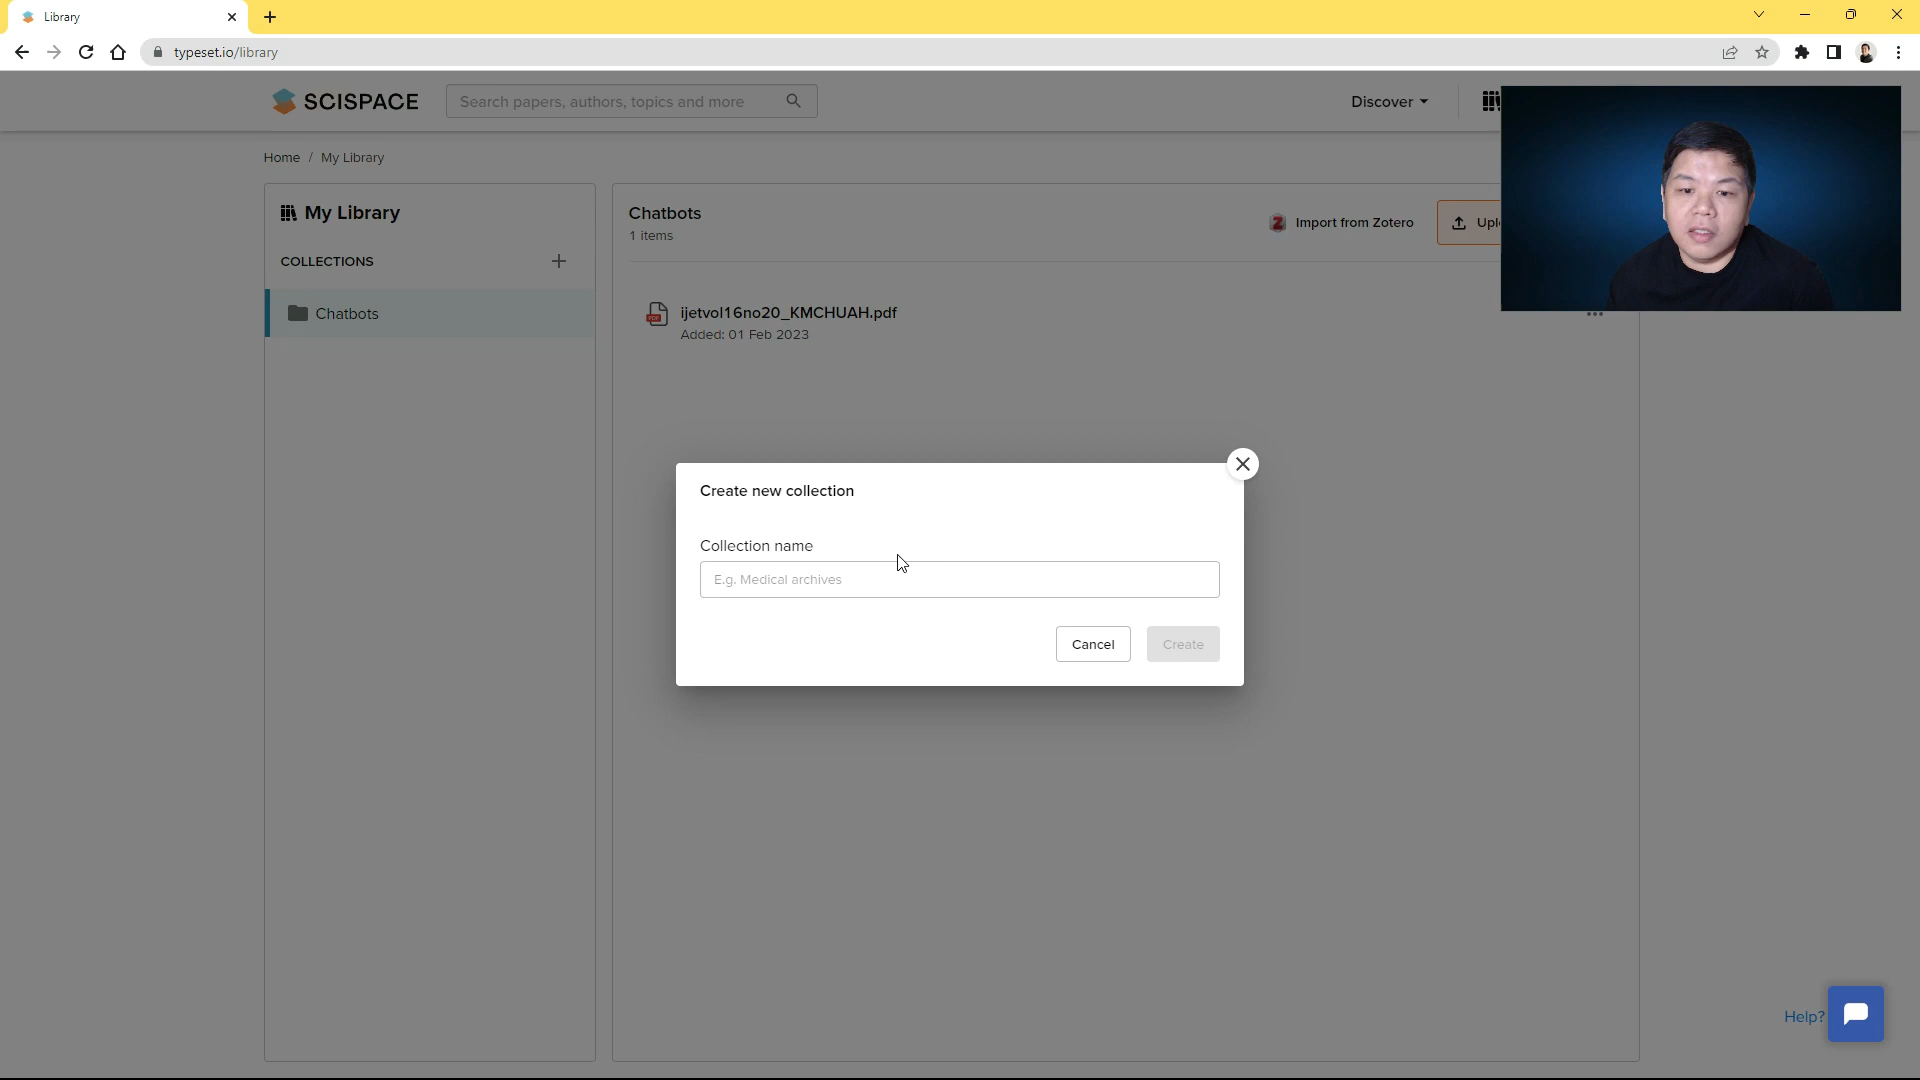 Library
typeset.io/library
SCISPACE
Search papers, authors, topics and more
Discover
Home / My Library
My Library
COLLECTIONS
Chatbots
Chatbots
1 items
Import from Zotero
ijetvol16no20_KMCHUAH.pdf
PDF
Added: 01 Feb 2023
Create new collection
Collection name
E.g. Medical archives
Cancel
Create
Help?